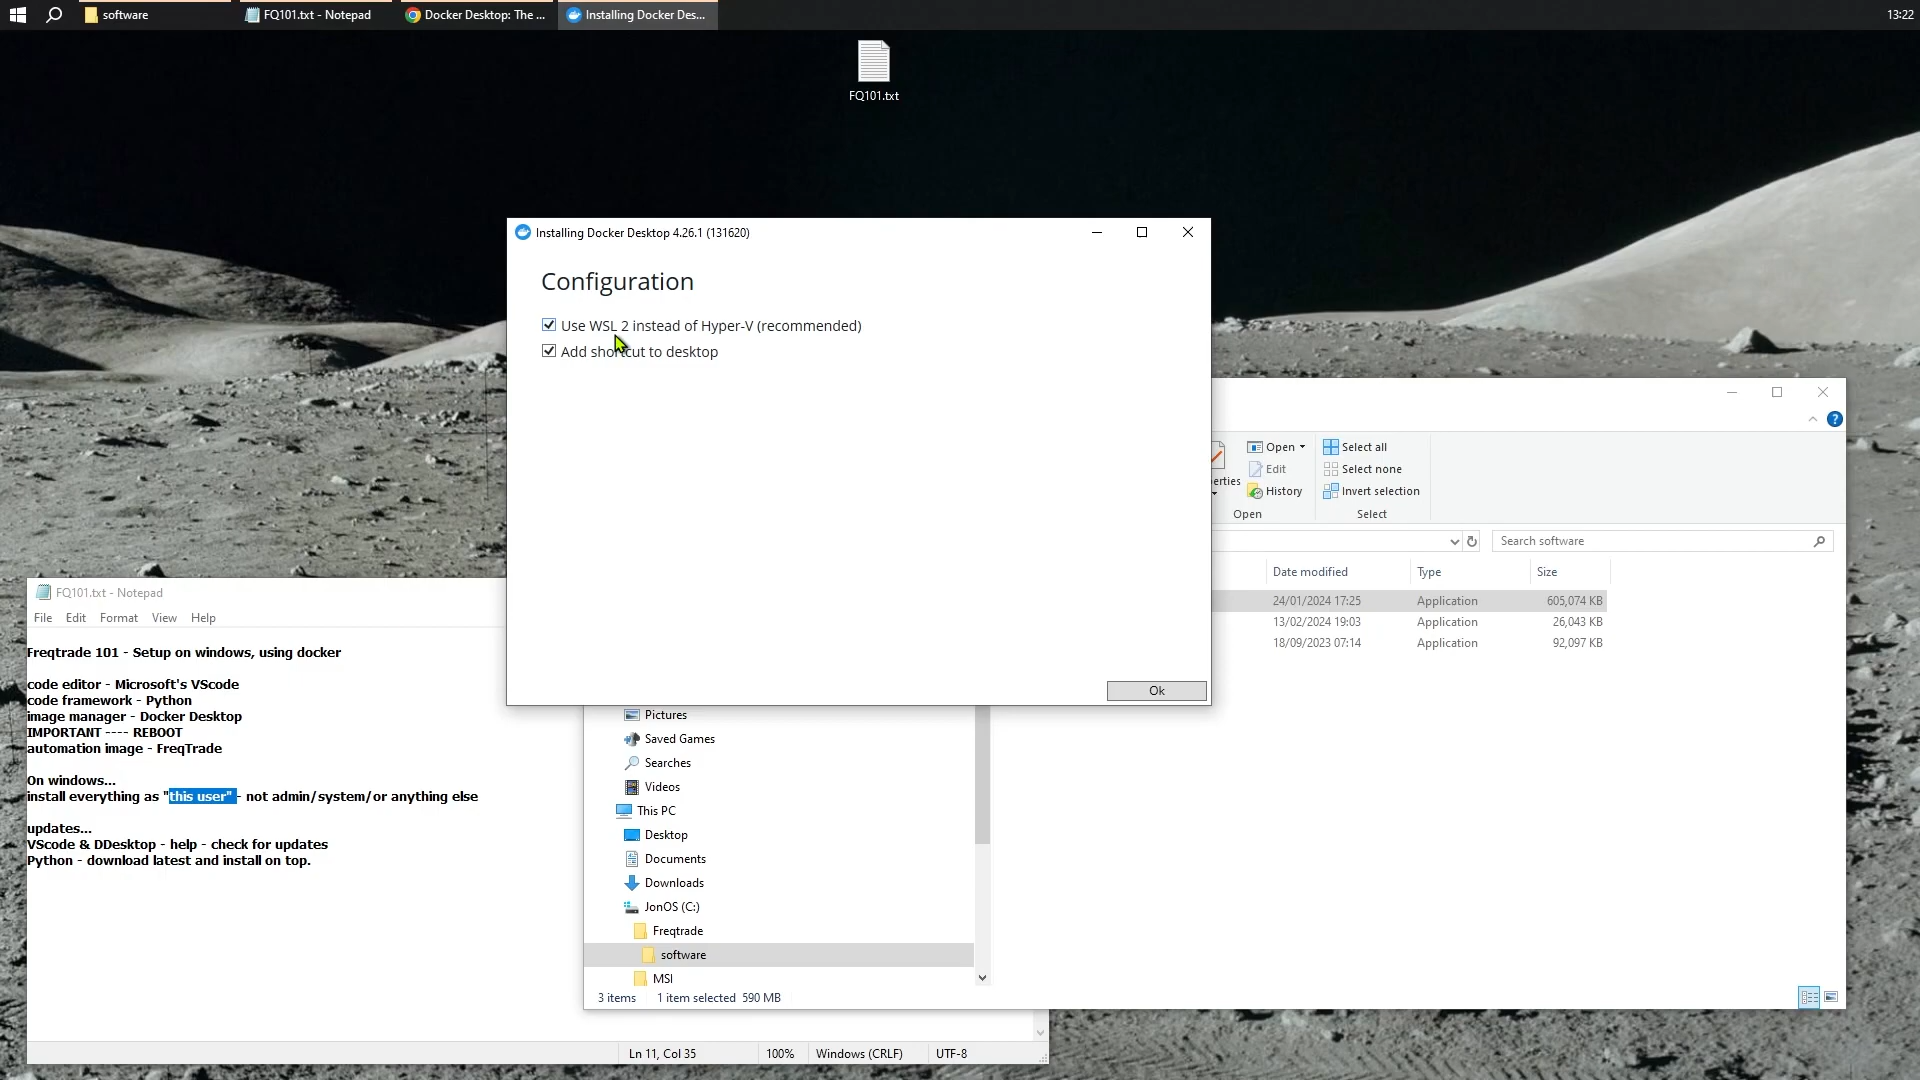 software
FQ101.txt - Notepad
Docker Desktop: The ...
Installing Docker Des...
13:22
FQ101.txt
Installing Docker Desktop 4.26.1 (131620)
Configuration
Use WSL 2 instead of Hyper-V (recommended)
Add shortcut to desktop
Ok
Open
Select all
Edit
Select none
erties
History
Invert selection
Open
Select
Search software
Date modified
Type
Size
24/01/2024 17:25
Application
605,074 KB
13/02/2024 19:03
Application
26,043 KB
18/09/2023 07:14
Application
92,097 KB
FQ101.txt - Notepad
File
Edit
Format
View
Help
Freqtrade 101 - Setup on windows, using docker
code editor - Microsoft's VScode
code framework - Python
image manager - Docker Desktop
IMPORTANT ---- REBOOT
automation image - FreqTrade
On windows...
install everything as "this user" - not admin/system/or anything else
updates...
VScode & DDesktop - help - check for updates
Python - download latest and install on top.
Ln 11, Col 35
100%
Windows (CRLF)
UTF-8
Pictures
Saved Games
Searches
Videos
This PC
Desktop
Documents
Downloads
JonOS (C:)
Freqtrade
software
MSI
3 items
1 item selected 590 MB